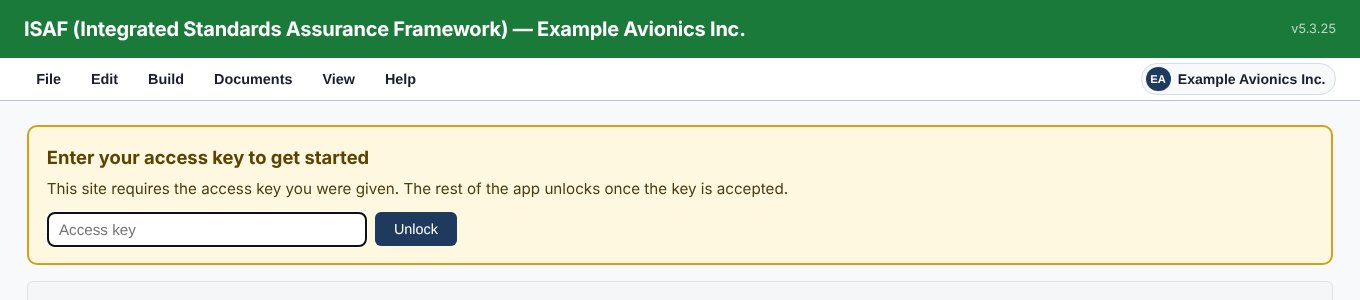 ISAF (Integrated Standards Assurance Framework) — Example Avionics Inc.
v5.3.25
File Edit Build Documents View Help
EA Example Avionics Inc.
Enter your access key to get started
This site requires the access key you were given. The rest of the app unlocks once the key is accepted.
Access key
Unlock